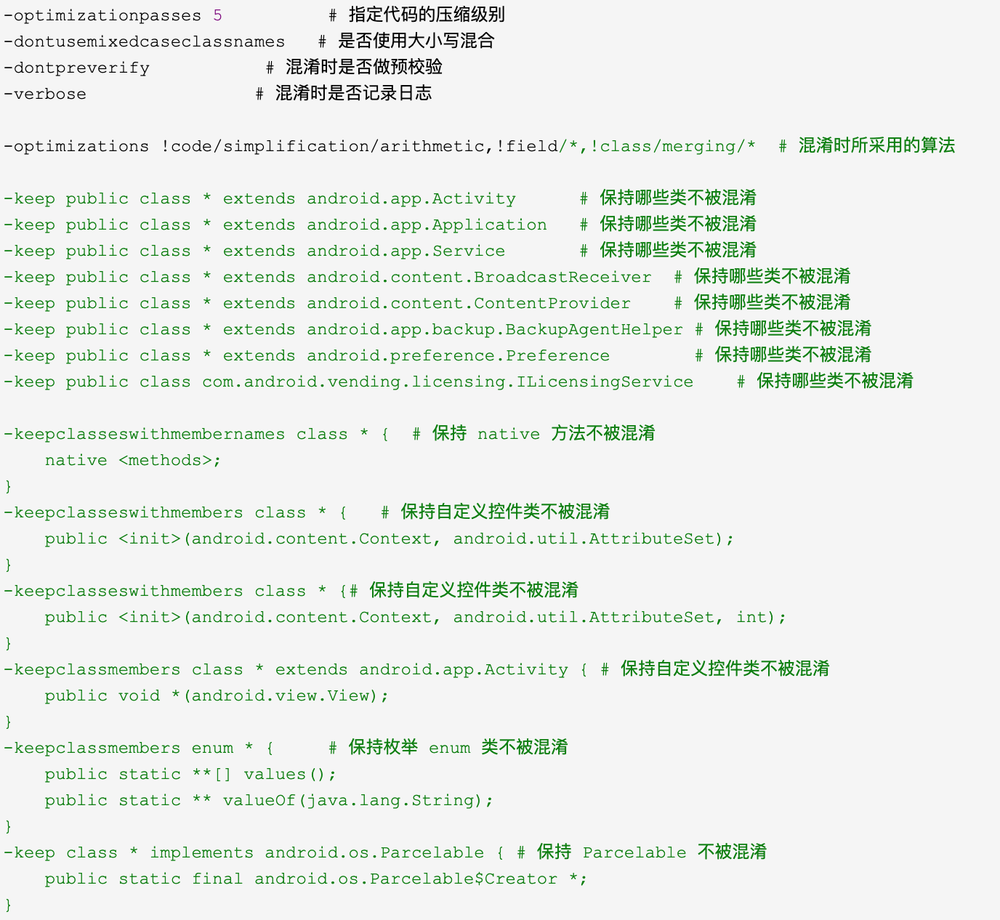 -optimizationpasses 5          # 指定代码的压缩级别
-dontusemixedcaseclassnames   # 是否使用大小写混合
-dontpreverify           # 混淆时是否做预校验
-verbose                # 混淆时是否记录日志

-optimizations !code/simplification/arithmetic,!field/*,!class/merging/*  # 混淆时所采用的算法

-keep public class * extends android.app.Activity      # 保持哪些类不被混淆
-keep public class * extends android.app.Application   # 保持哪些类不被混淆
-keep public class * extends android.app.Service       # 保持哪些类不被混淆
-keep public class * extends android.content.BroadcastReceiver  # 保持哪些类不被混淆
-keep public class * extends android.content.ContentProvider    # 保持哪些类不被混淆
-keep public class * extends android.app.backup.BackupAgentHelper # 保持哪些类不被混淆
-keep public class * extends android.preference.Preference        # 保持哪些类不被混淆
-keep public class com.android.vending.licensing.ILicensingService    # 保持哪些类不被混淆

-keepclasseswithmembernames class * {  # 保持 native 方法不被混淆
    native <methods>;
}
-keepclasseswithmembers class * {   # 保持自定义控件类不被混淆
    public <init>(android.content.Context, android.util.AttributeSet);
}
-keepclasseswithmembers class * {# 保持自定义控件类不被混淆
    public <init>(android.content.Context, android.util.AttributeSet, int);
}
-keepclassmembers class * extends android.app.Activity { # 保持自定义控件类不被混淆
    public void *(android.view.View);
}
-keepclassmembers enum * {     # 保持枚举 enum 类不被混淆
    public static **[] values();
    public static ** valueOf(java.lang.String);
}
-keep class * implements android.os.Parcelable { # 保持 Parcelable 不被混淆
    public static final android.os.Parcelable$Creator *;
}